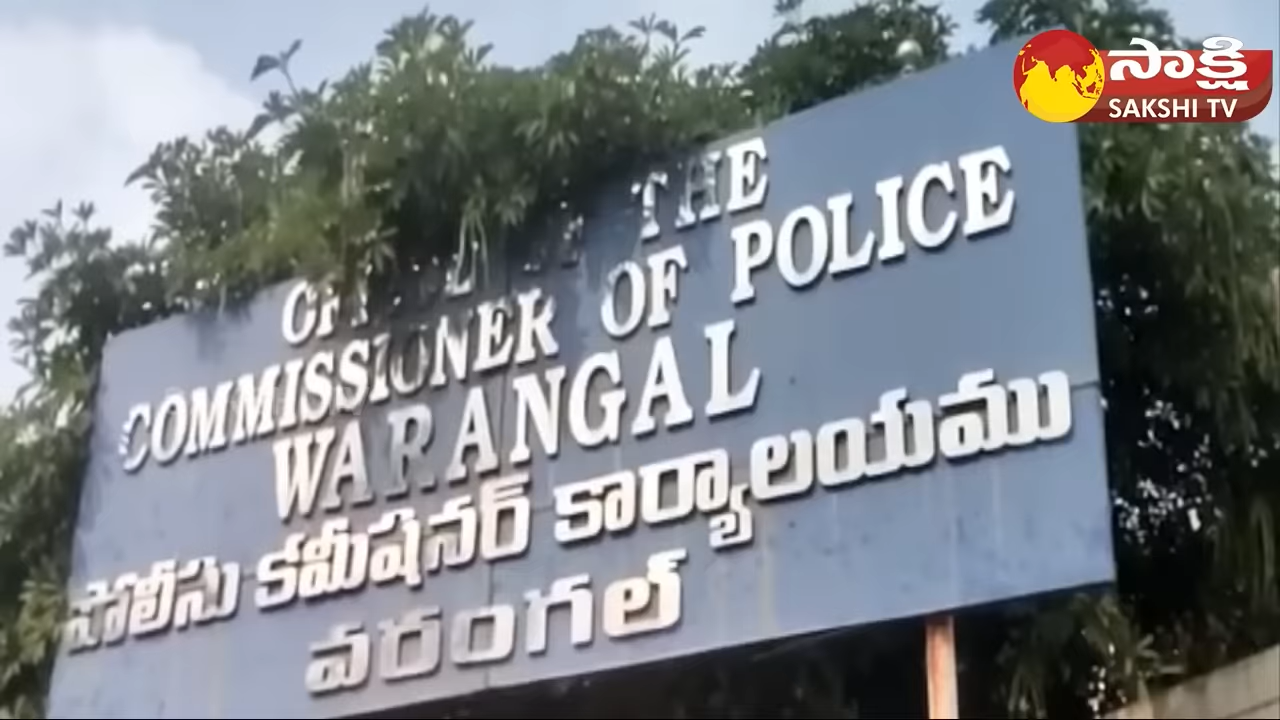 సాక్షి
SAKSHI TV
THE
COMMISSIONER OF POLICE
WARANGAL
పోలీసు కమీషనర్ కార్యాలయము
వరంగల్